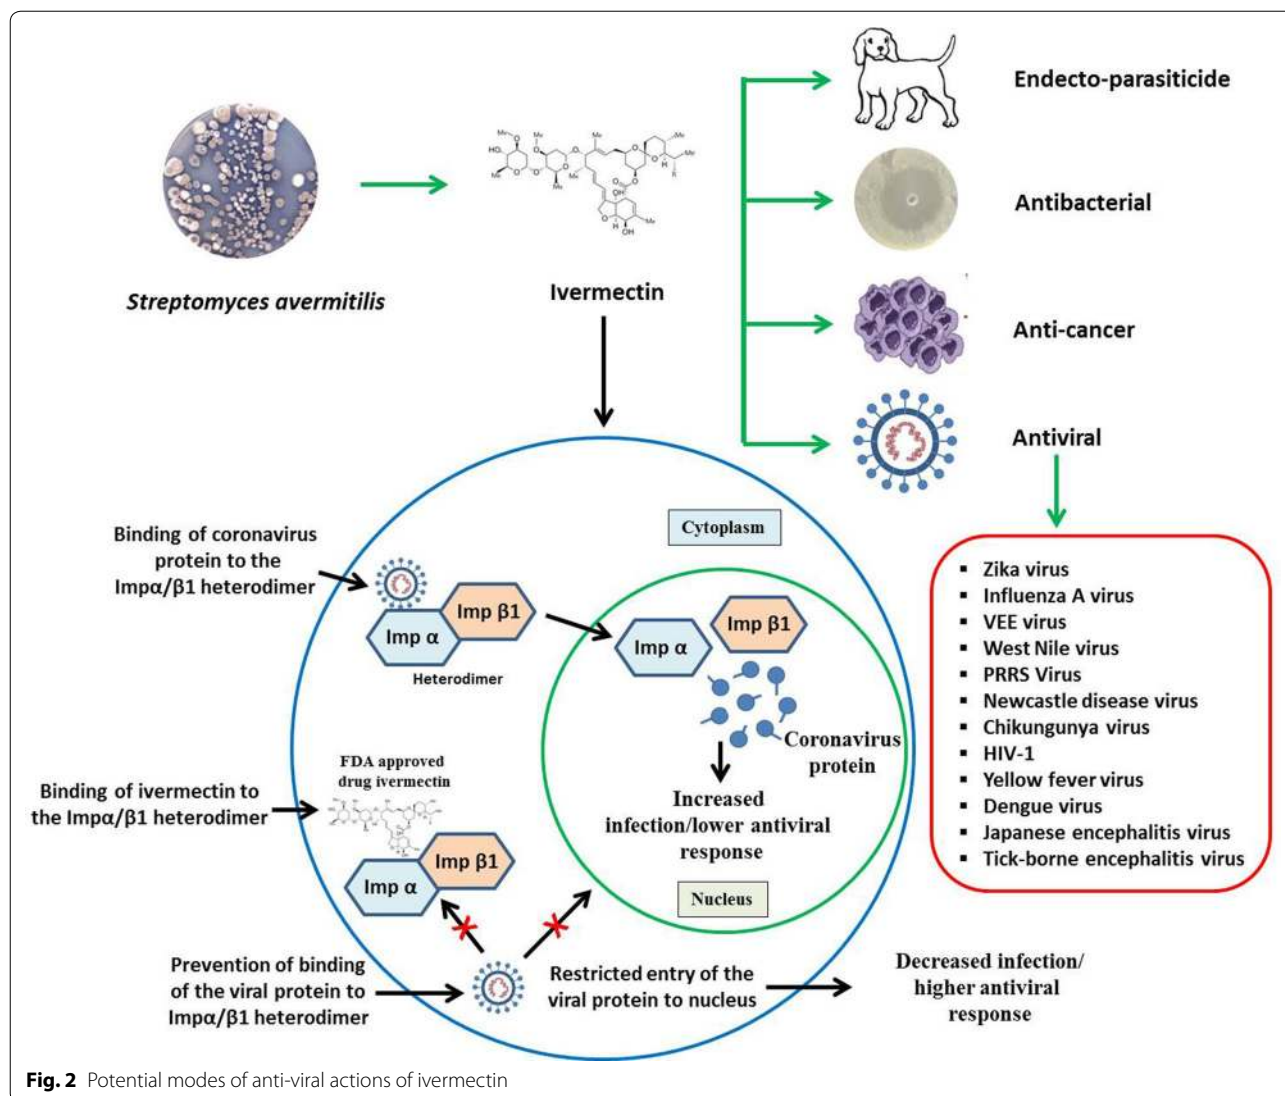 Endecto-parasiticide
Antibacterial
Anti-cancer
Antiviral
Streptomyces avermitilis
Ivermectin
Binding of coronavirus
protein to the
Impα/β1 heterodimer
Cytoplasm
Imp α
Imp β1
Heterodimer
Imp α
Imp β1
Coronavirus
protein
Increased
infection/lower antiviral
response
Nucleus
▪ Zika virus
▪ Influenza A virus
▪ VEE virus
▪ West Nile virus
▪ PRRS Virus
▪ Newcastle disease virus
▪ Chikungunya virus
▪ HIV-1
▪ Yellow fever virus
▪ Dengue virus
▪ Japanese encephalitis virus
▪ Tick-borne encephalitis virus
Binding of ivermectin to
the Impα/β1 heterodimer
FDA approved
drug ivermectin
Imp α
Imp β1
Prevention of binding
of the viral protein to
Impα/β1 heterodimer
Restricted entry of the
viral protein to nucleus
Decreased infection/
higher antiviral
response
Fig. 2 Potential modes of anti-viral actions of ivermectin